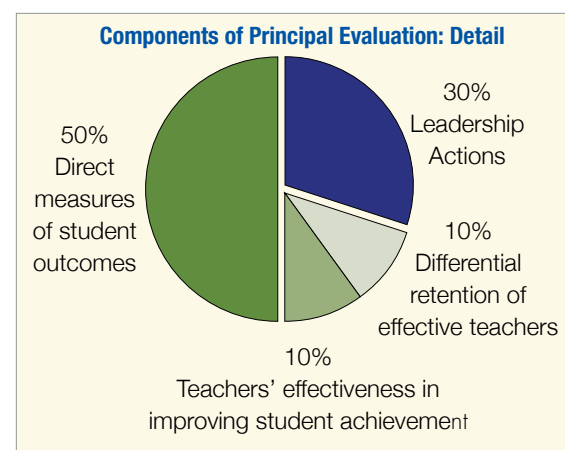 Components of Principal Evaluation: Detail
50%
Direct
measures
of student
outcomes
30%
Leadership
Actions
10%
Differential
retention of
effective teachers
10%
Teachers’ effectiveness in
improving student achievement